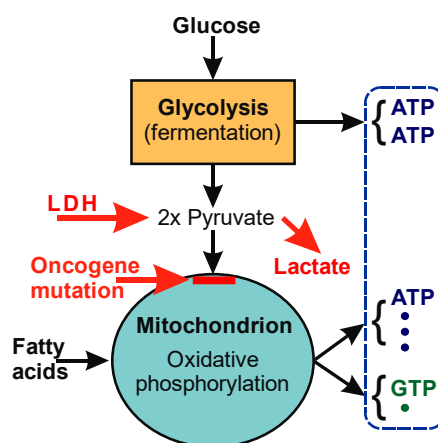 Glucose
Glycolysis
(fermentation)
ATP
ATP
LDH
2x Pyruvate
Lactate
Oncogene
mutation
Mitochondrion
Oxidative
phosphorylation
Fatty
acids
ATP
GTP